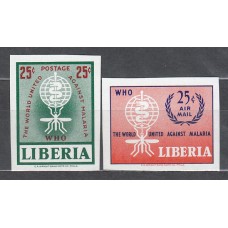 25¢ POSTAGE 25¢
THE WORLD UNITED AGAINST MALARIA
WHO
LIBERIA
WHO
25¢
AIR
MAIL
THE WORLD UNITED AGAINST MALARIA
LIBERIA